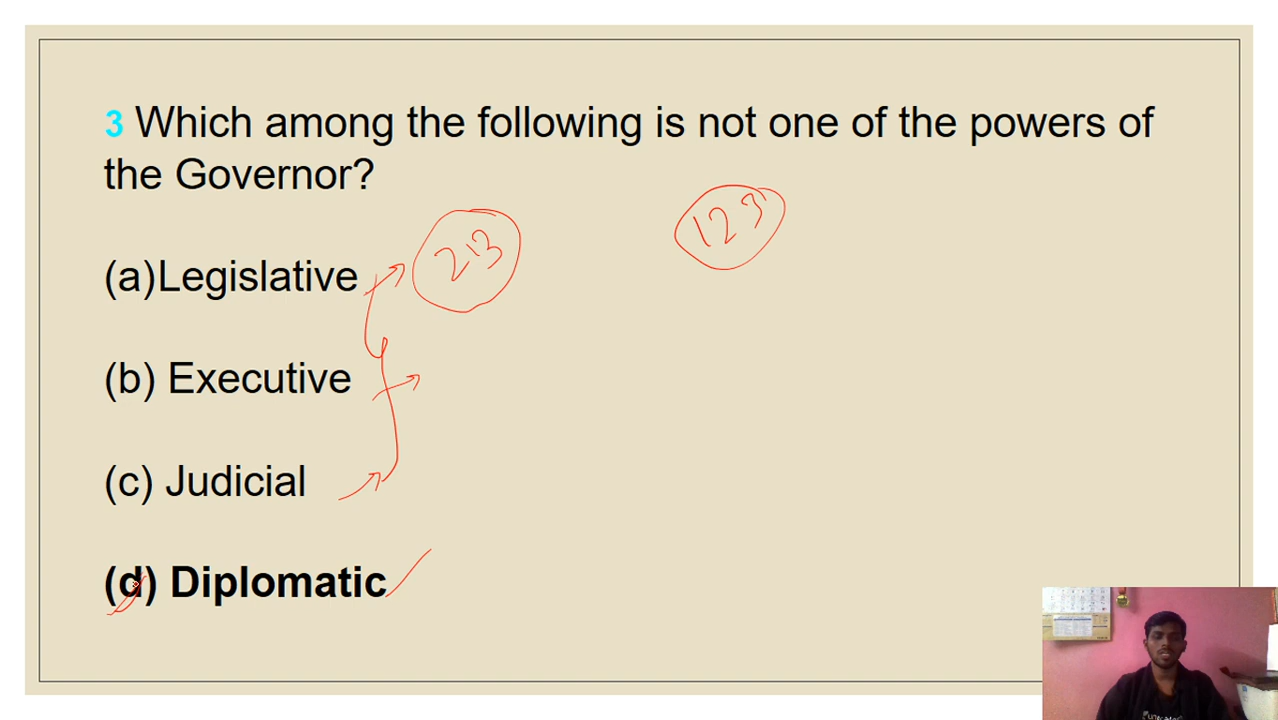 3 Which among the following is not one of the powers of
the Governor?
123
213
(a)Legislative
(b) Executive
(c) Judicial
(d) Diplomatic